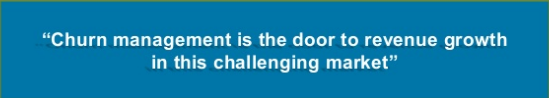 “Churn management is the door to revenue growth
in this challenging market”